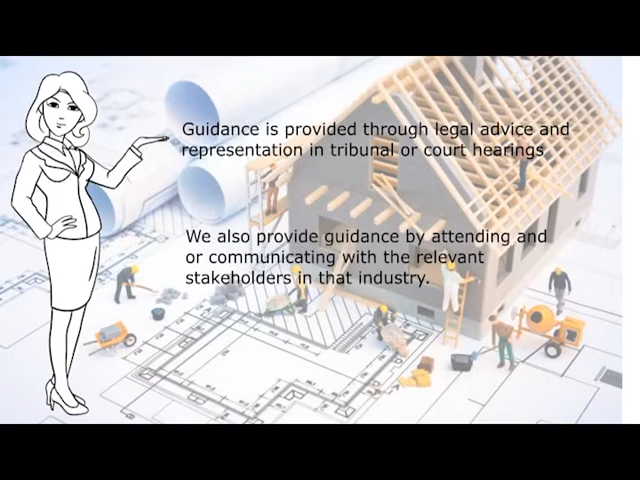 Guidance is provided through legal advice and
representation in tribunal or court hearings
We also provide guidance by attending and
or communicating with the relevant
stakeholders in that industry.